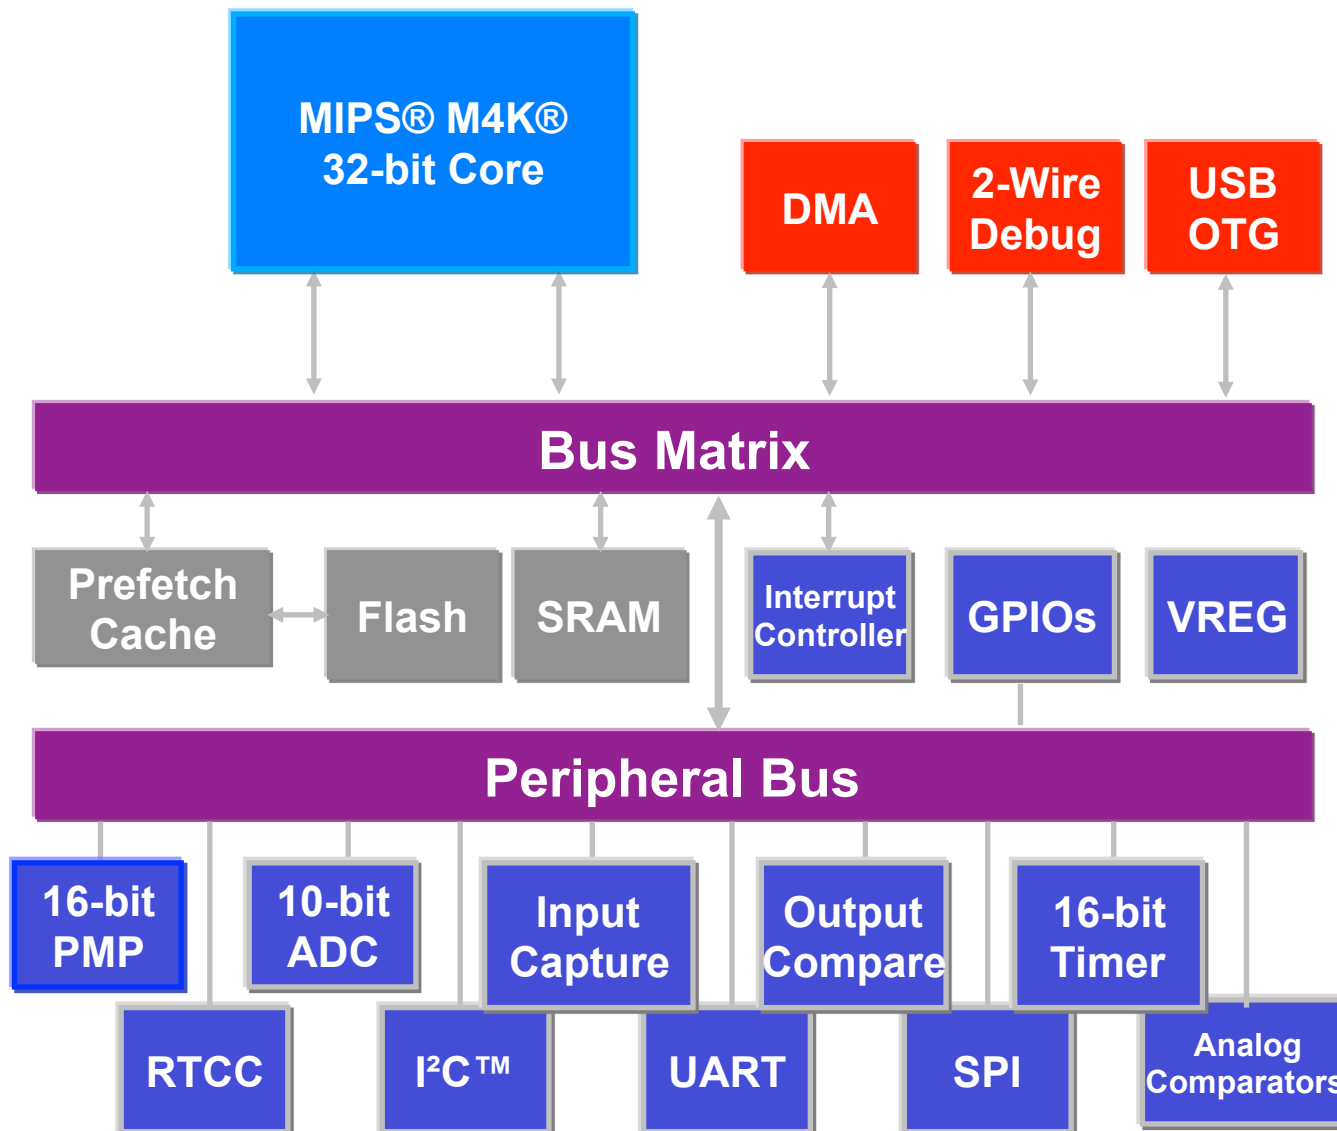 MIPS® M4K®
32-bit Core
DMA
2-Wire
Debug
USB
OTG
Bus Matrix
Prefetch
Cache
Flash
SRAM
Interrupt
Controller
GPIOs
VREG
Peripheral Bus
16-bit
PMP
10-bit
ADC
Input
Capture
Output
Compare
16-bit
Timer
RTCC
I²C™
UART
SPI
Analog
Comparators